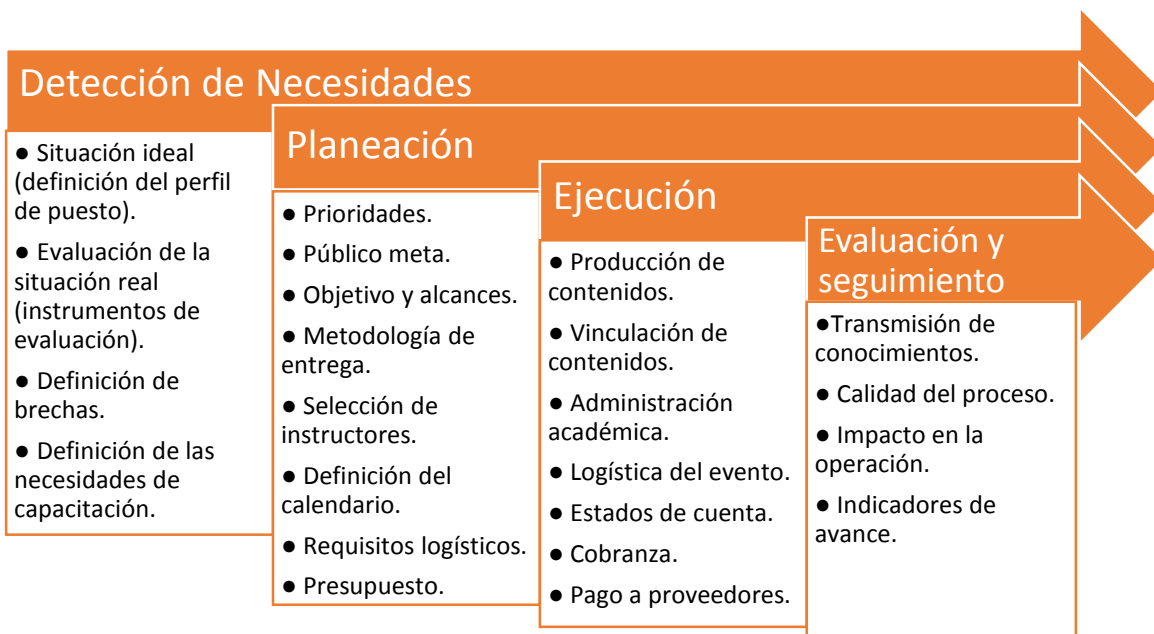 Detección de Necesidades
● Situación ideal
(definición del perfil
de puesto).
● Evaluación de la
situación real
(instrumentos de
evaluación).
● Definición de
brechas.
● Definición de las
necesidades de
capacitación.
Planeación
● Prioridades.
● Público meta.
● Objetivo y alcances.
● Metodología de
entrega.
● Selección de
instructores.
● Definición del
calendario.
● Requisitos logísticos.
● Presupuesto.
Ejecución
● Producción de
contenidos.
● Vinculación de
contenidos.
● Administración
académica.
● Logística del evento.
● Estados de cuenta.
● Cobranza.
● Pago a proveedores.
Evaluación y
seguimiento
●Transmisión de
conocimientos.
● Calidad del proceso.
● Impacto en la
operación.
● Indicadores de
avance.